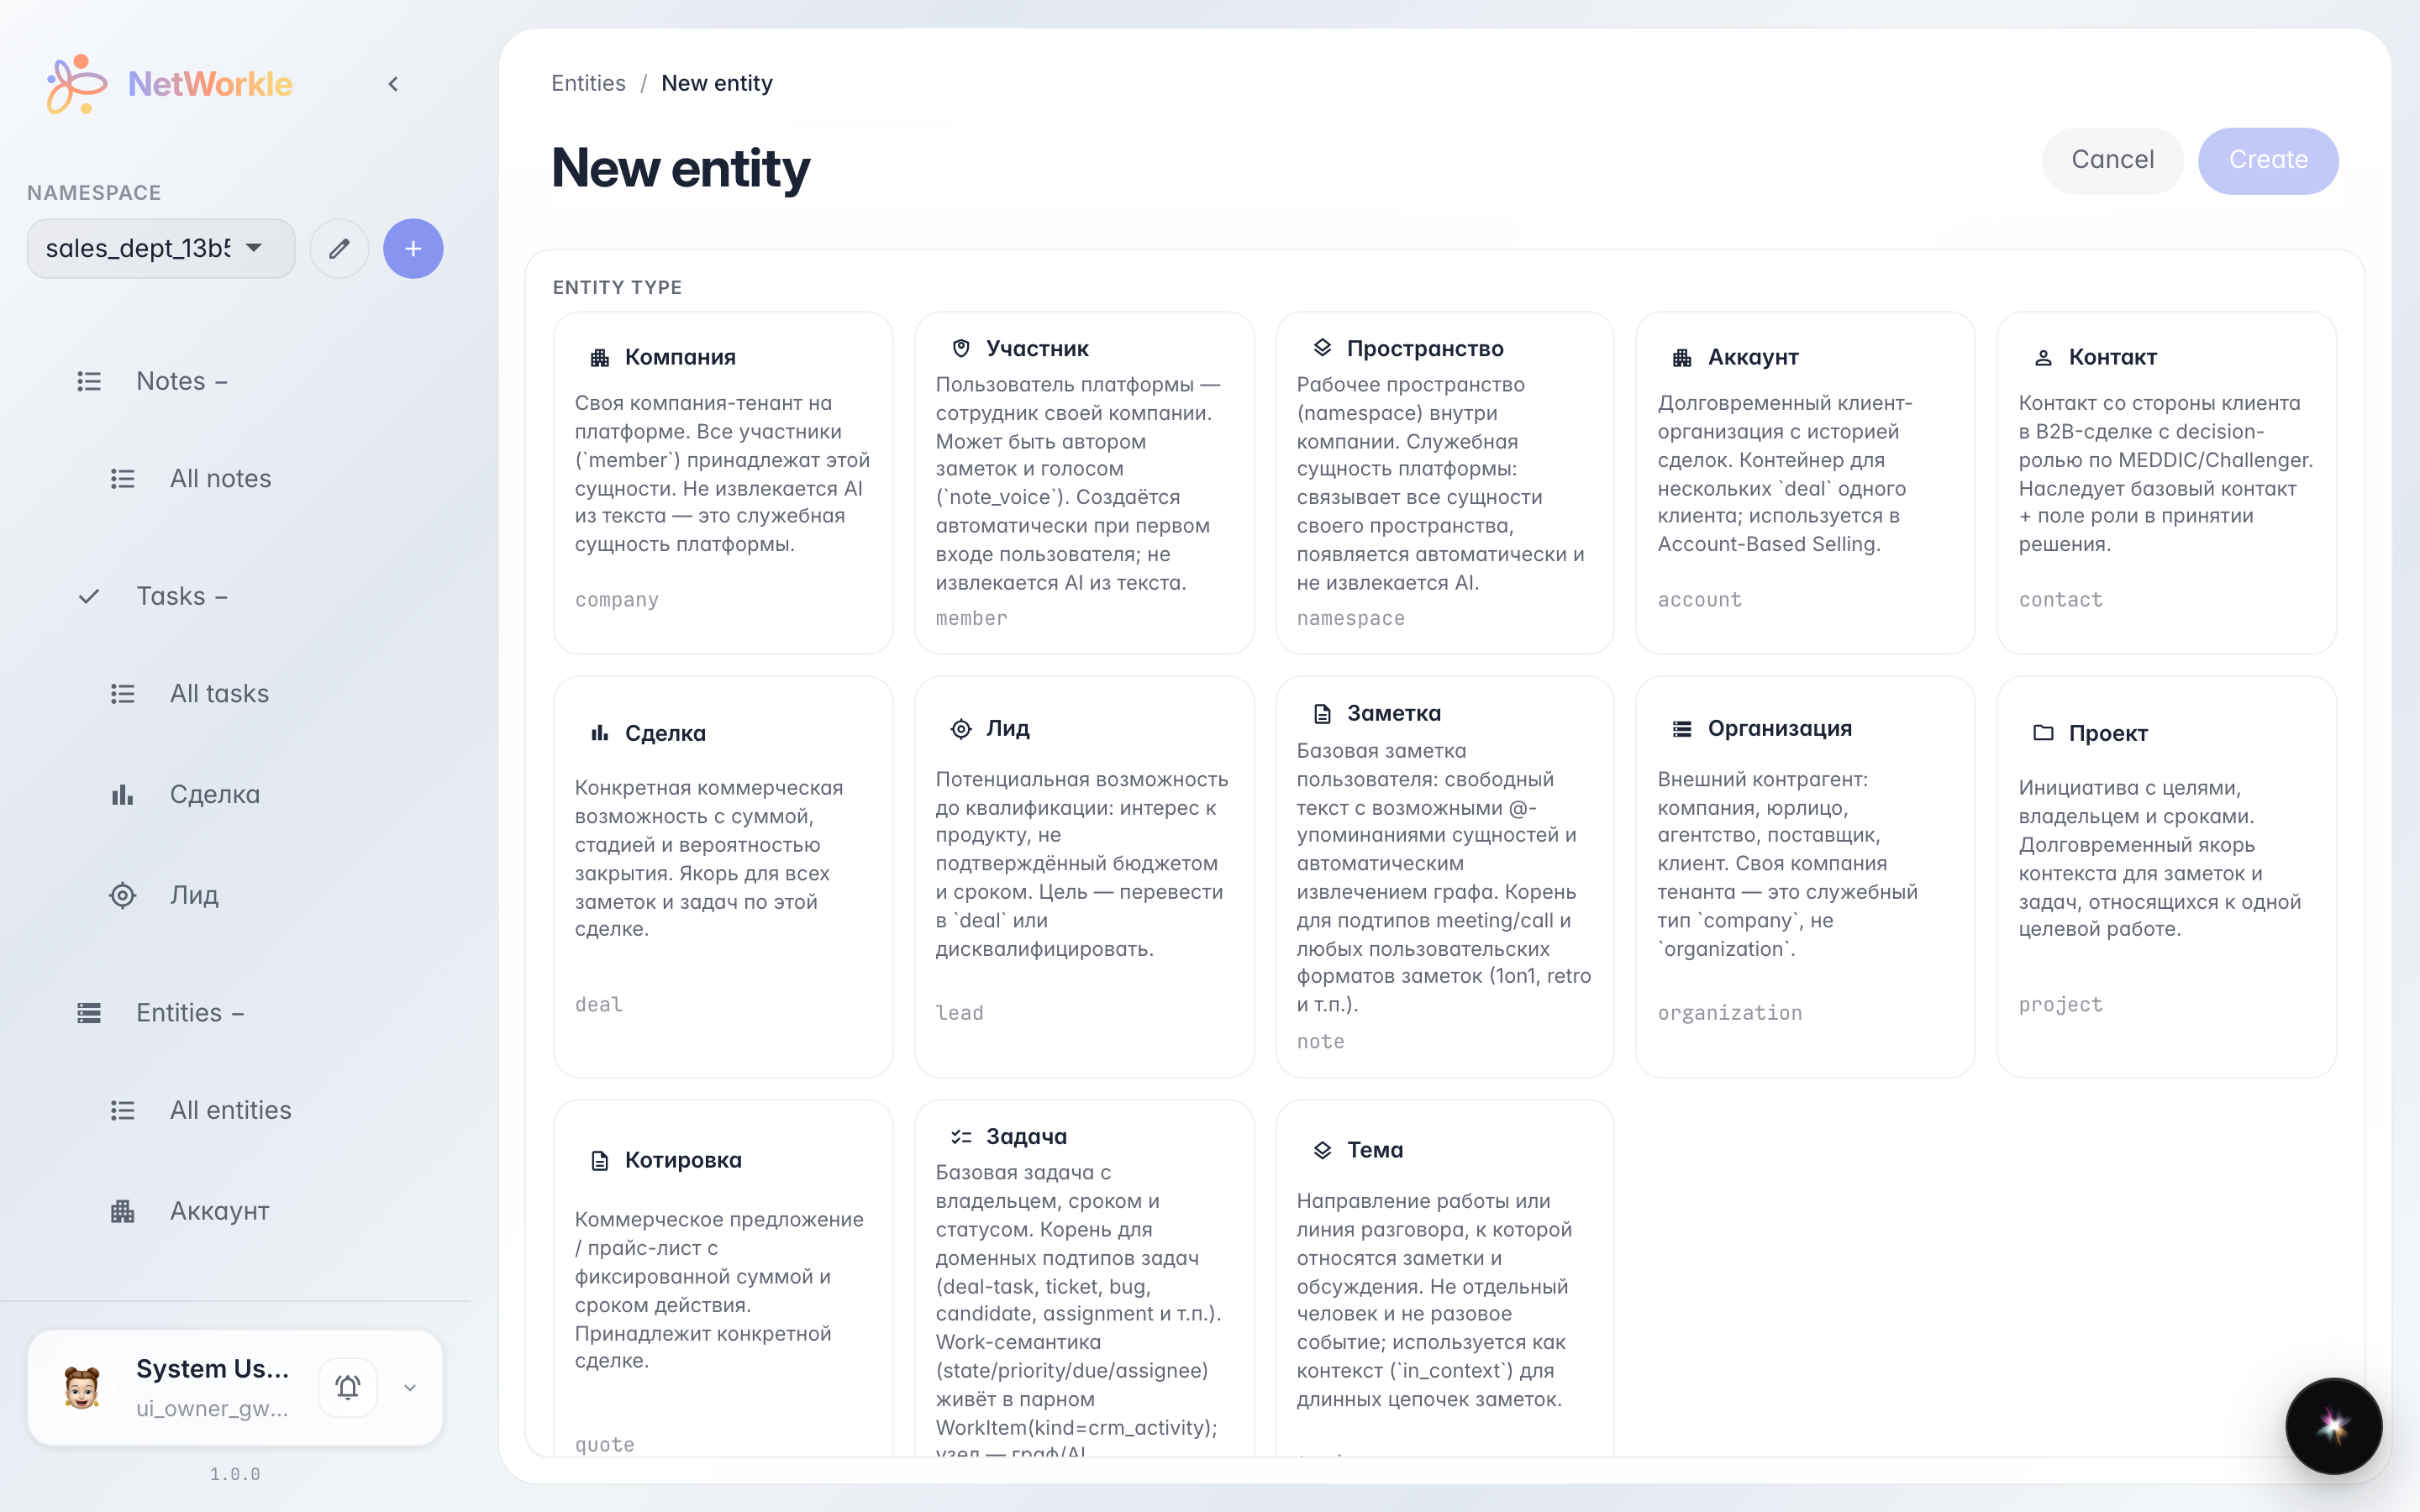 NetWorkle
NAMESPACE
sales_dept_13b5
Notes –
All notes
Tasks –
All tasks
Сделка
Лид
Entities –
All entities
Аккаунт
System Us...
ui_owner_gw...
1.0.0
Entities / New entity
New entity
Cancel
Create
ENTITY TYPE
Компания
Своя компания-тенант на
платформе. Все участники
(`member`) принадлежат этой
сущности. Не извлекается AI
из текста — это служебная
сущность платформы.
company
Участник
Пользователь платформы —
сотрудник своей компании.
Может быть автором
заметок и голосом
(`note_voice`). Создаётся
автоматически при первом
входе пользователя; не
извлекается AI из текста.
member
Пространство
Рабочее пространство
(namespace) внутри
компании. Служебная
сущность платформы:
связывает все сущности
своего пространства,
появляется автоматически и
не извлекается AI.
namespace
Аккаунт
Долговременный клиент-
организация с историей
сделок. Контейнер для
нескольких `deal` одного
клиента; используется в
Account-Based Selling.
account
Контакт
Контакт со стороны клиента
в B2B-сделке с decision-
ролью по MEDDIC/Challenger.
Наследует базовый контакт
+ поле роли в принятии
решения.
contact
Сделка
Конкретная коммерческая
возможность с суммой,
стадией и вероятностью
закрытия. Якорь для всех
заметок и задач по этой
сделке.
deal
Лид
Потенциальная возможность
до квалификации: интерес к
продукту, не
подтверждённый бюджетом
и сроком. Цель — перевести
в `deal` или
дисквалифицировать.
lead
Заметка
Базовая заметка
пользователя: свободный
текст с возможными @-
упоминаниями сущностей и
автоматическим
извлечением графа. Корень
для подтипов meeting/call и
любых пользовательских
форматов заметок (1on1, retro
и т.п.).
note
Организация
Внешний контрагент:
компания, юрлицо,
агентство, поставщик,
клиент. Своя компания
тенанта — это служебный
тип `company`, не
`organization`.
organization
Проект
Инициатива с целями,
владельцем и сроками.
Долговременный якорь
контекста для заметок и
задач, относящихся к одной
целевой работе.
project
Котировка
Коммерческое предложение
/ прайс-лист с
фиксированной суммой и
сроком действия.
Принадлежит конкретной
сделке.
quote
Задача
Базовая задача с
владельцем, сроком и
статусом. Корень для
доменных подтипов задач
(deal-task, ticket, bug,
candidate, assignment и т.п.).
Work-семантика
(state/priority/due/assignee)
живёт в парном
WorkItem(kind=crm_activity);
узел — граф/AI
Тема
Направление работы или
линия разговора, к которой
относятся заметки и
обсуждения. Не отдельный
человек и не разовое
событие; используется как
контекст (`in_context`) для
длинных цепочек заметок.